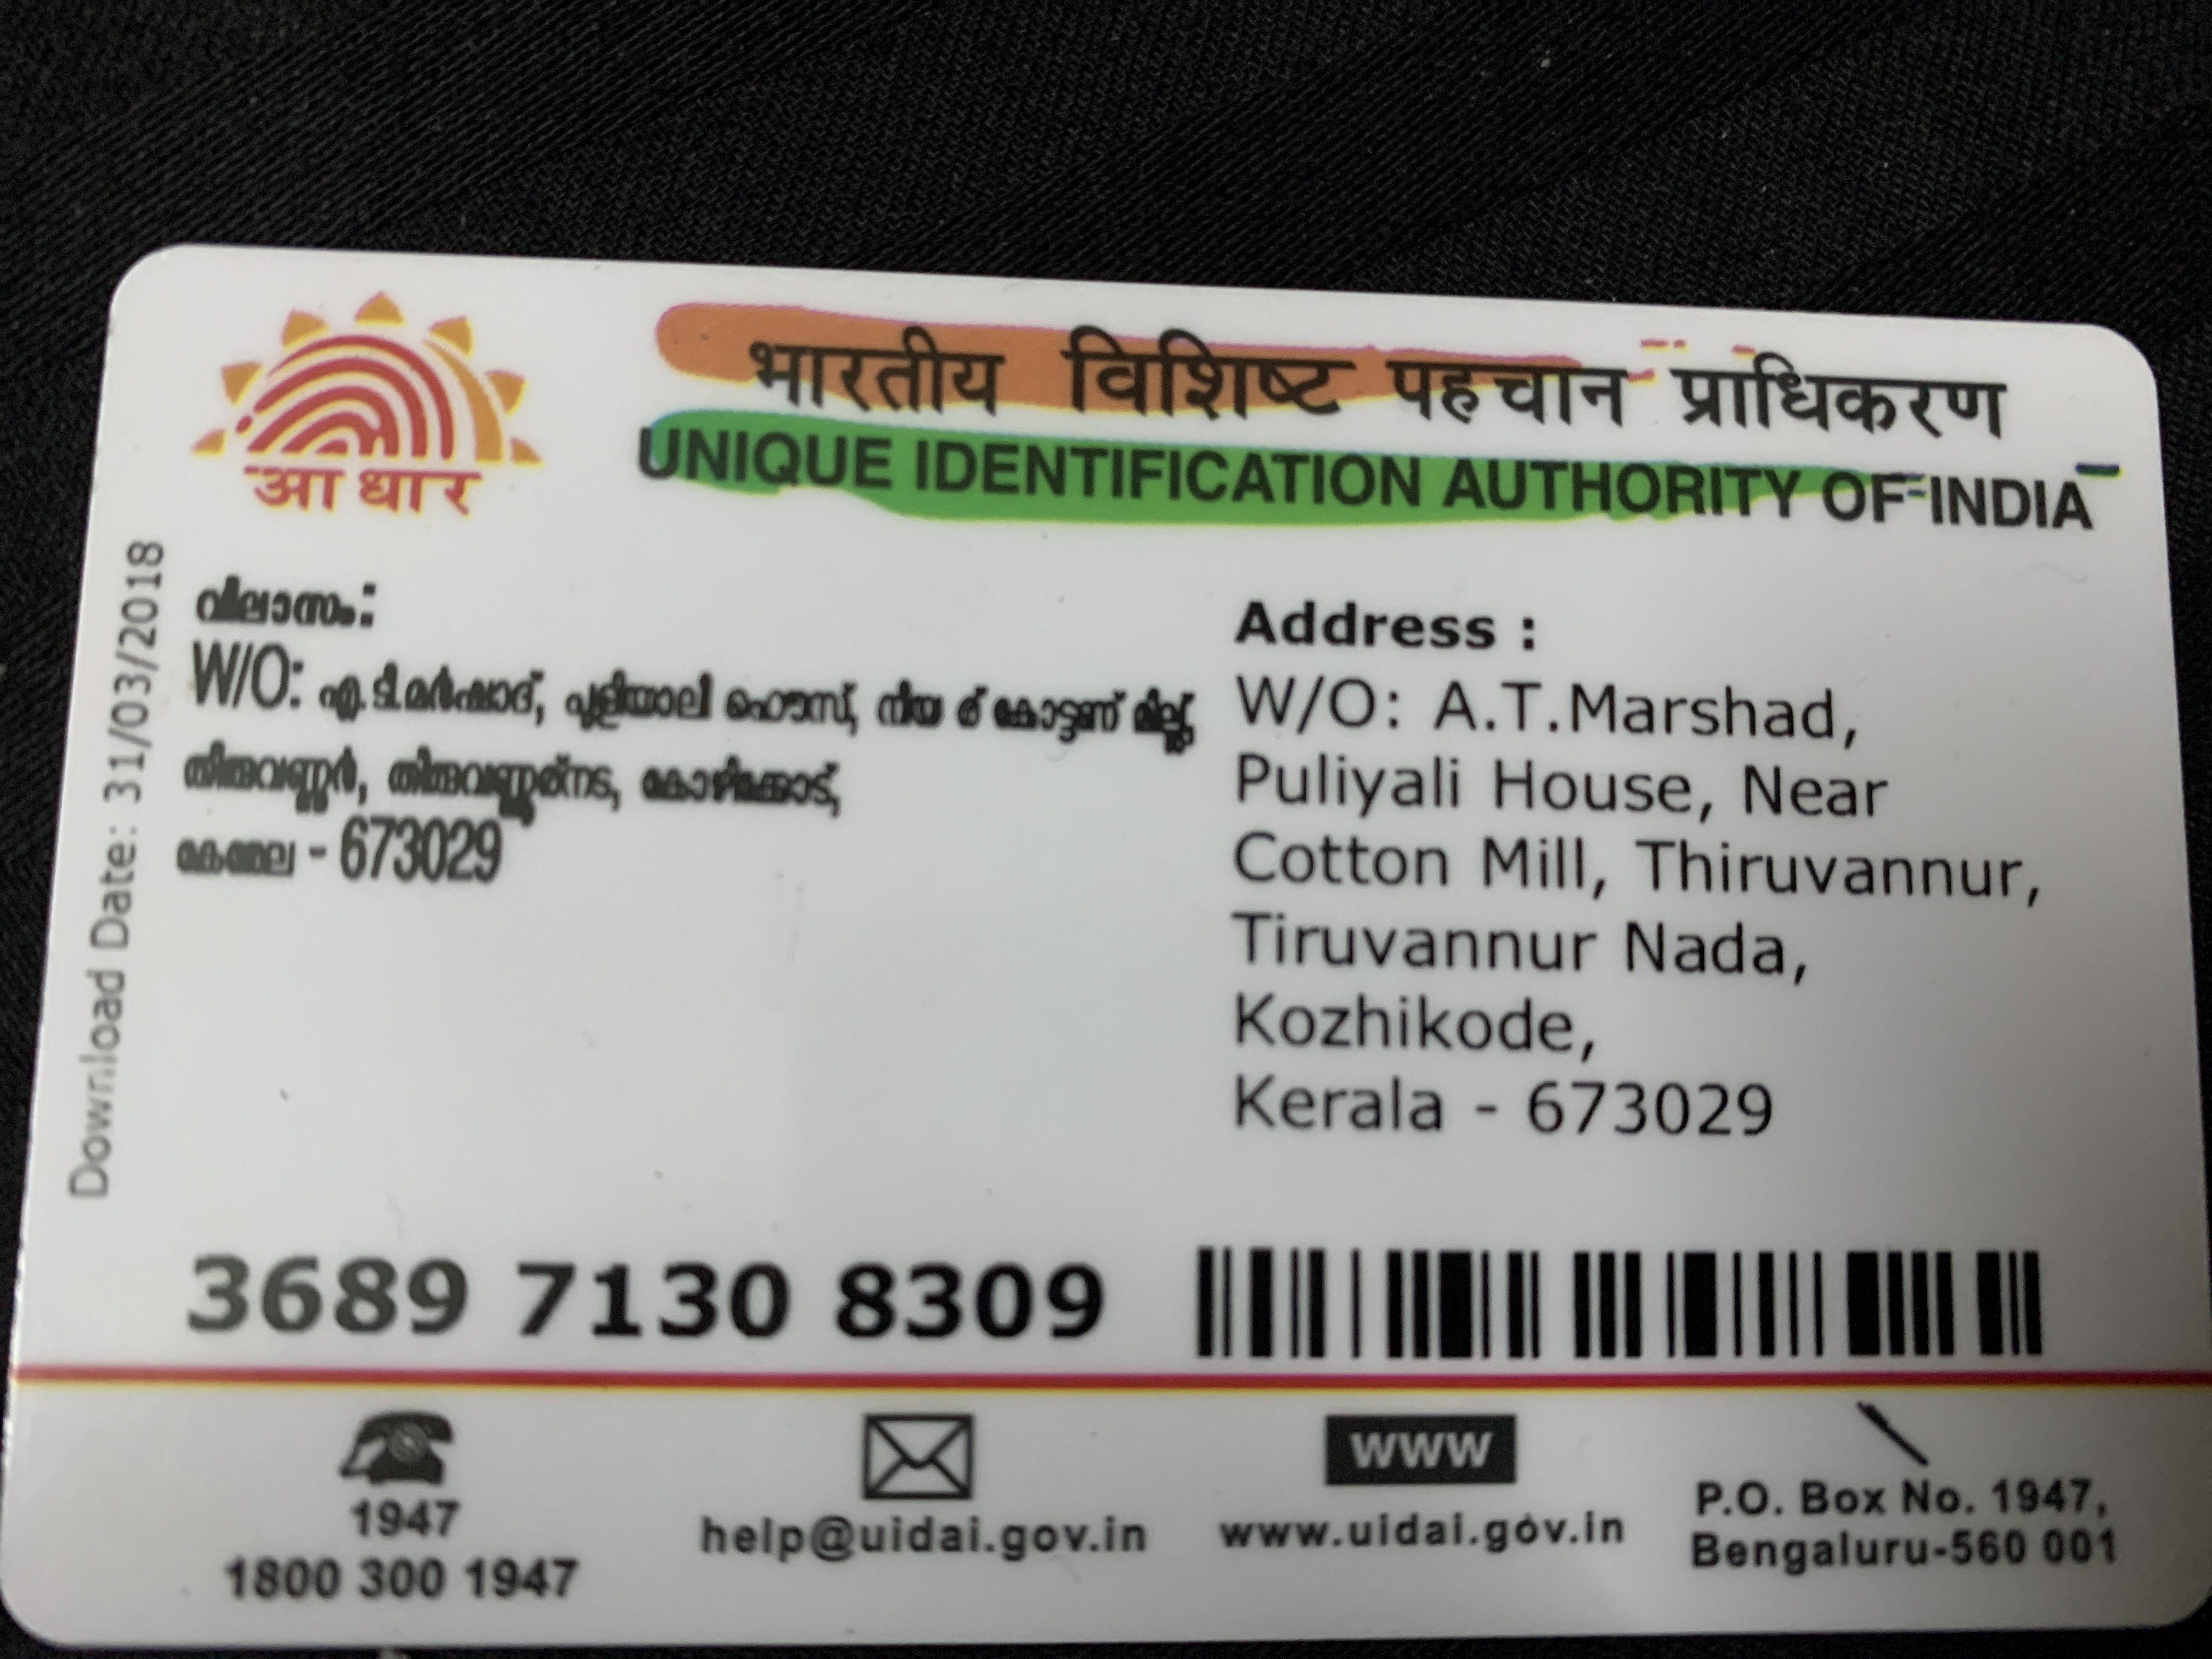 आधार
भारतीय विशिष्ट पहचान प्राधिकरण
UNIQUE IDENTIFICATION AUTHORITY OF INDIA
Download Date: 31/03/2018
വിലാസം:
W/O: എ.ടി.മർഷാദ്, പുളിയാലി ഹൗസ്, നിയർ കോട്ടൺ മില്ല്,
തിരുവണ്ണൂർ, തിരുവണ്ണൂർ നട, കോഴിക്കോട്,
കേരള - 673029
Address :
W/O: A.T.Marshad,
Puliyali House, Near
Cotton Mill, Thiruvannur,
Tiruvannur Nada,
Kozhikode,
Kerala - 673029
3689 7130 8309
1947
1800 300 1947
help@uidai.gov.in
www
www.uidai.gov.in
P.O. Box No. 1947,
Bengaluru-560 001